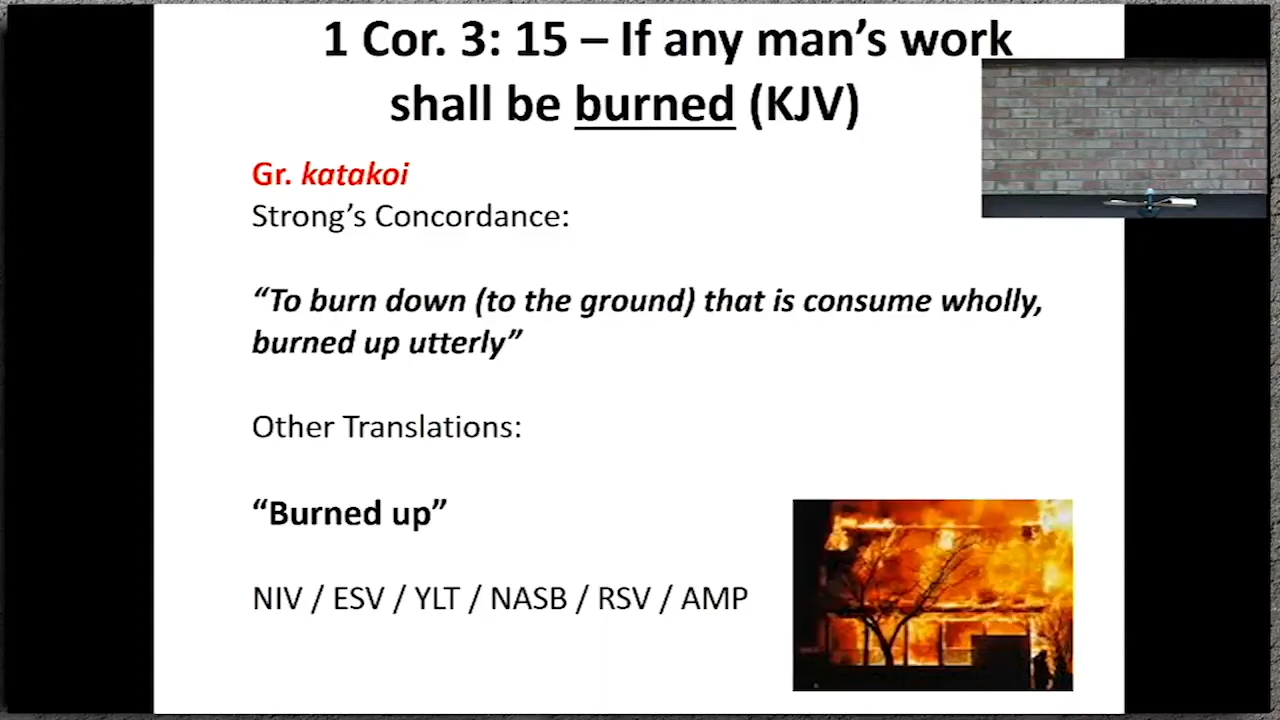 1 Cor. 3: 15 – If any man’s work
shall be burned (KJV)
Gr. katakoi
Strong’s Concordance:
“To burn down (to the ground) that is consume wholly,
burned up utterly”
Other Translations:
“Burned up”
NIV / ESV / YLT / NASB / RSV / AMP